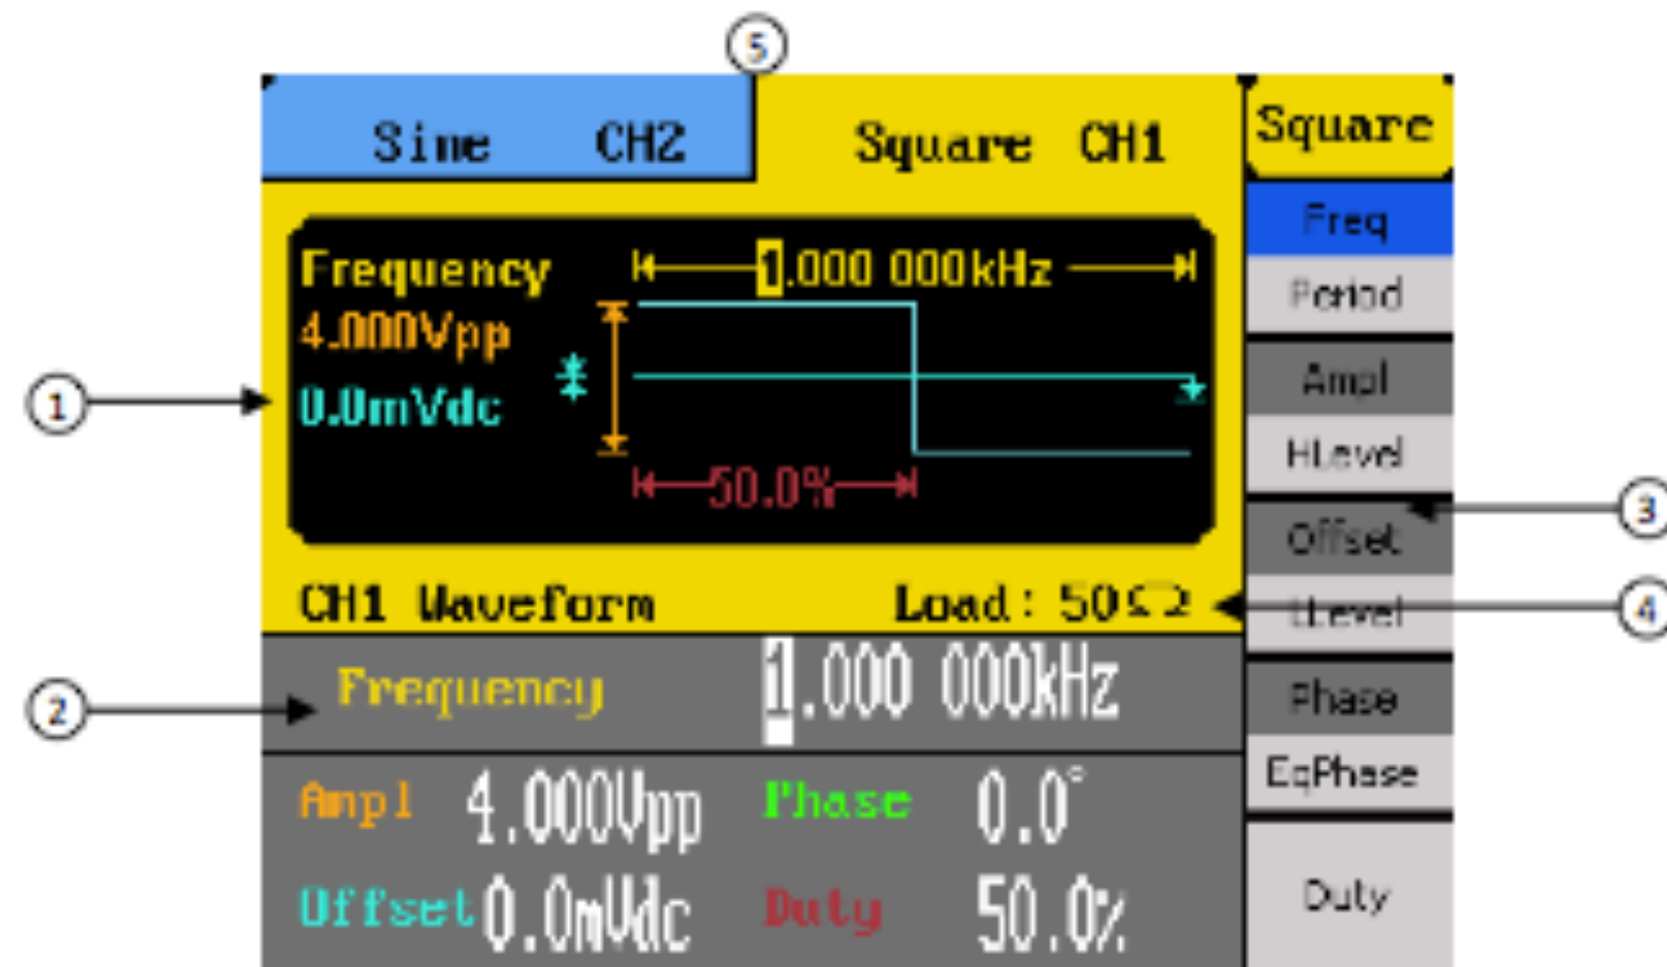 5
Sine CH2 Square CH1 Square
Freq
Frequency 1.000 000kHz
Period
4.000Vpp
Ampl
1 0.0mVdc
HLevel
50.0%
3
Offset
CH1 Waveform Load: 50Ω 4
LLevel
2 Frequency 1.000 000kHz
Phase
EqPhase
Ampl 4.000Vpp Phase 0.0°
Offset 0.0mVdc Duty 50.0%
Duty